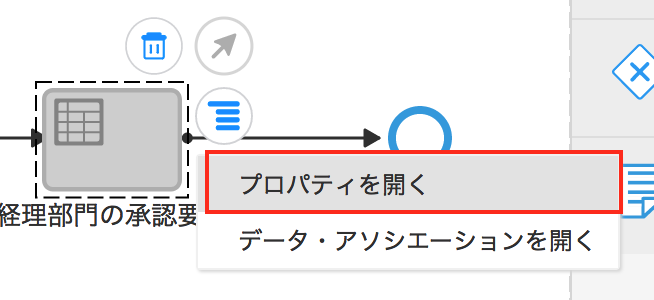 プロパティを開く
経理部門の承認要
データ・アソシエーションを開く